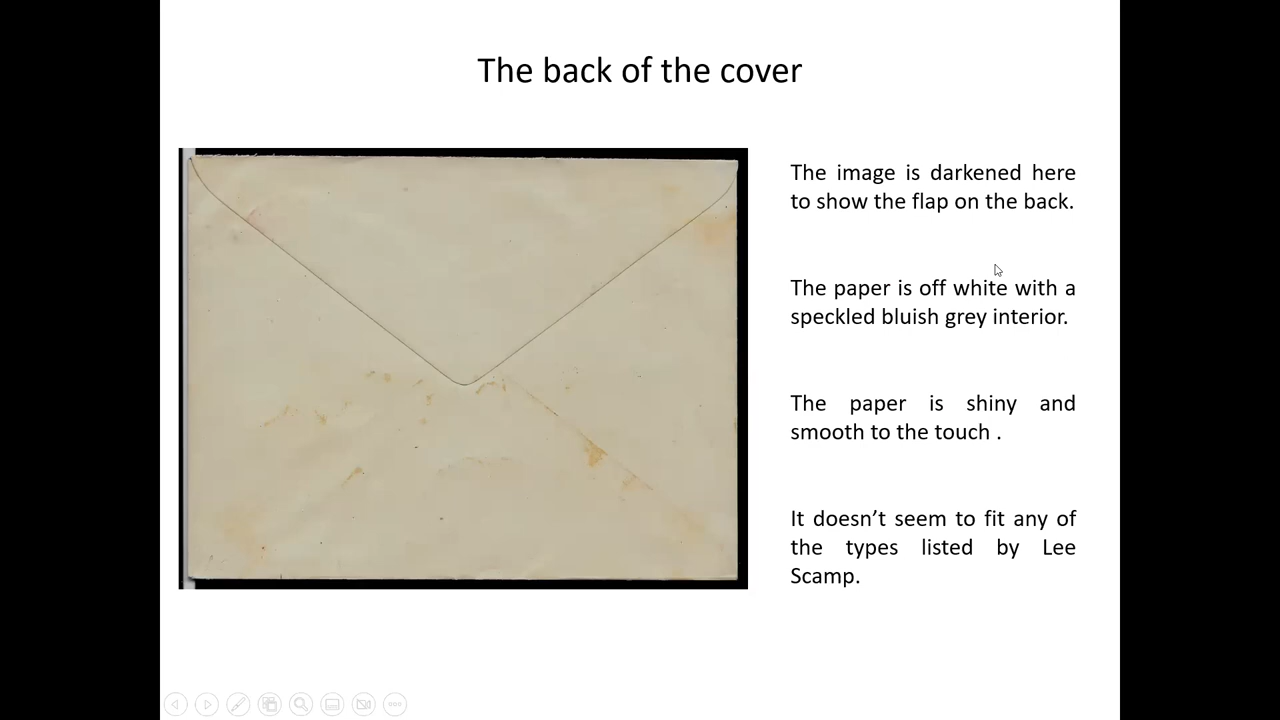 The back of the cover
The image is darkened here
to show the flap on the back.
The paper is off white with a
speckled bluish grey interior.
The paper is shiny and
smooth to the touch .
It doesn’t seem to fit any of
the types listed by Lee
Scamp.